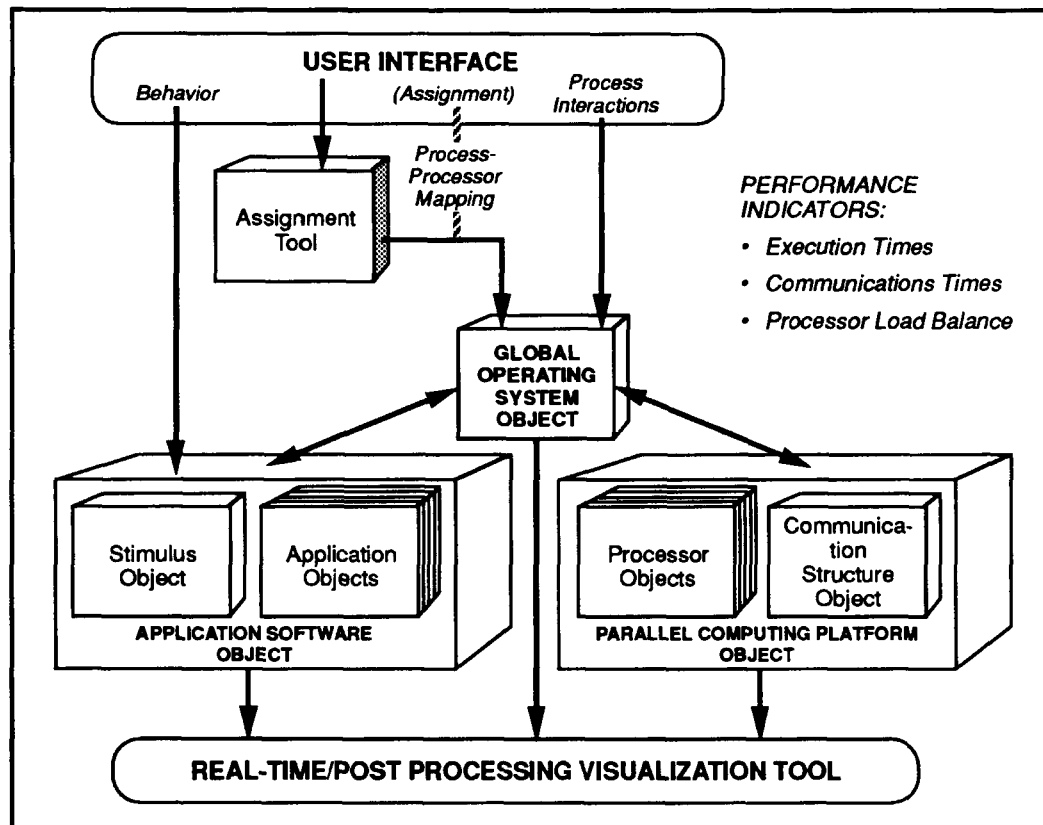 USER INTERFACE
Behavior
(Assignment)
Process
Interactions
Process-
Processor
Mapping
Assignment
Tool
PERFORMANCE
INDICATORS:
• Execution Times
• Communications Times
• Processor Load Balance
GLOBAL
OPERATING
SYSTEM
OBJECT
Stimulus
Object
Application
Objects
APPLICATION SOFTWARE
OBJECT
Processor
Objects
Communica-
tion
Structure
Object
PARALLEL COMPUTING PLATFORM
OBJECT
REAL-TIME/POST PROCESSING VISUALIZATION TOOL